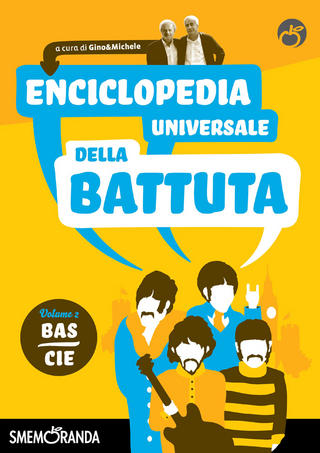 a cura di Gino&Michele
ENCICLOPEDIA
UNIVERSALE
DELLA
BATTUTA
Volume 2
BAS
CIE
SMEMORANDA